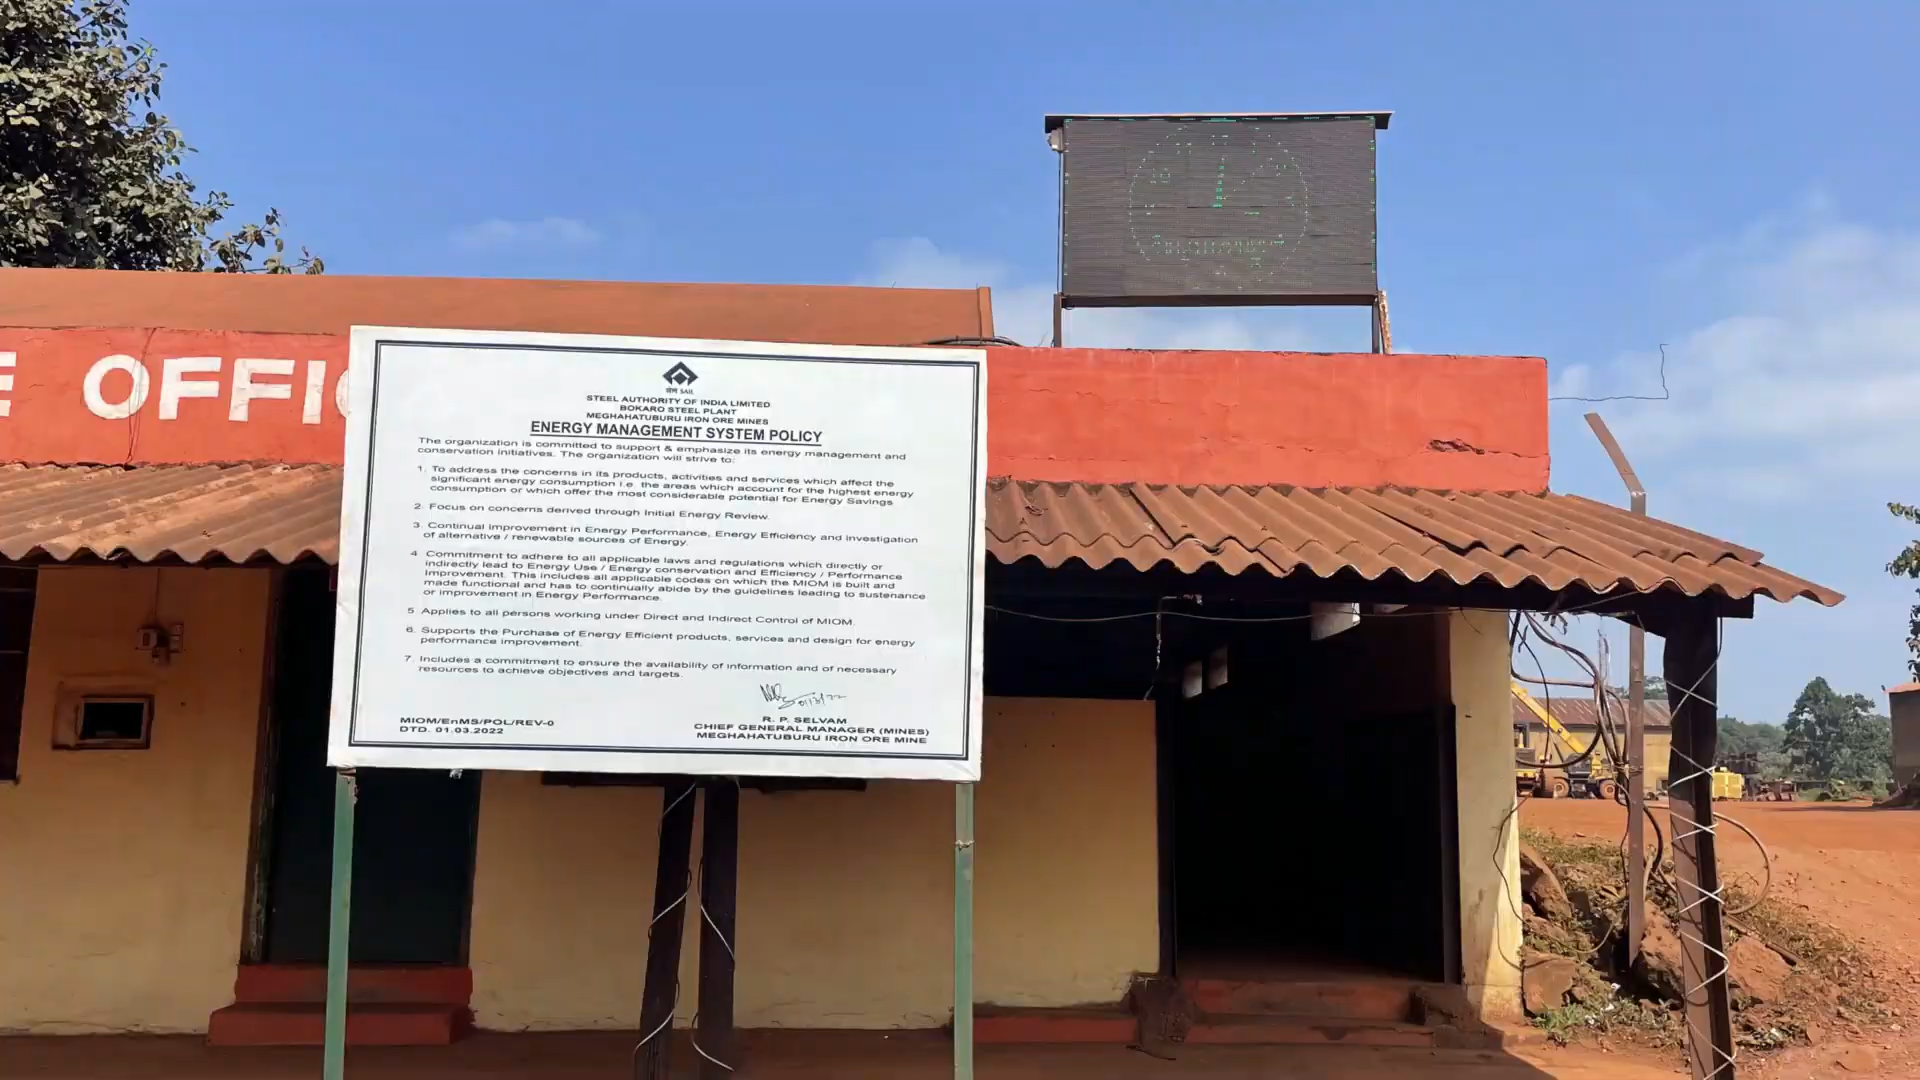 E OFFIC
सेल SAIL
STEEL AUTHORITY OF INDIA LIMITED
BOKARO STEEL PLANT
MEGHAHATUBURU IRON ORE MINES
ENERGY MANAGEMENT SYSTEM POLICY
The organization is committed to support & emphasize its energy management and
conservation initiatives. The organization will strive to:
1. To address the concerns in its products, activities and services which affect the
significant energy consumption i.e. the areas which account for the highest energy
consumption or which offer the most considerable potential for Energy Savings
2. Focus on concerns derived through Initial Energy Review.
3. Continual improvement in Energy Performance, Energy Efficiency and investigation
of alternative / renewable sources of Energy.
4 Commitment to adhere to all applicable laws and regulations which directly or
indirectly lead to Energy Use / Energy conservation and Efficiency / Performance
Improvement. This includes all applicable codes on which the MIOM is built and
made functional and has to continually abide by the guidelines leading to sustenance
or improvement in Energy Performance.
5 Applies to all persons working under Direct and Indirect Control of MIOM.
6. Supports the Purchase of Energy Efficient products, services and design for energy
performance improvement.
7. Includes a commitment to ensure the availability of information and of necessary
resources to achieve objectives and targets.
R. P. SELVAM
CHIEF GENERAL MANAGER (MINES)
MEGHAHATUBURU IRON ORE MINE
MIOM/EnMS/POL/REV-0
DTD. 01.03.2022